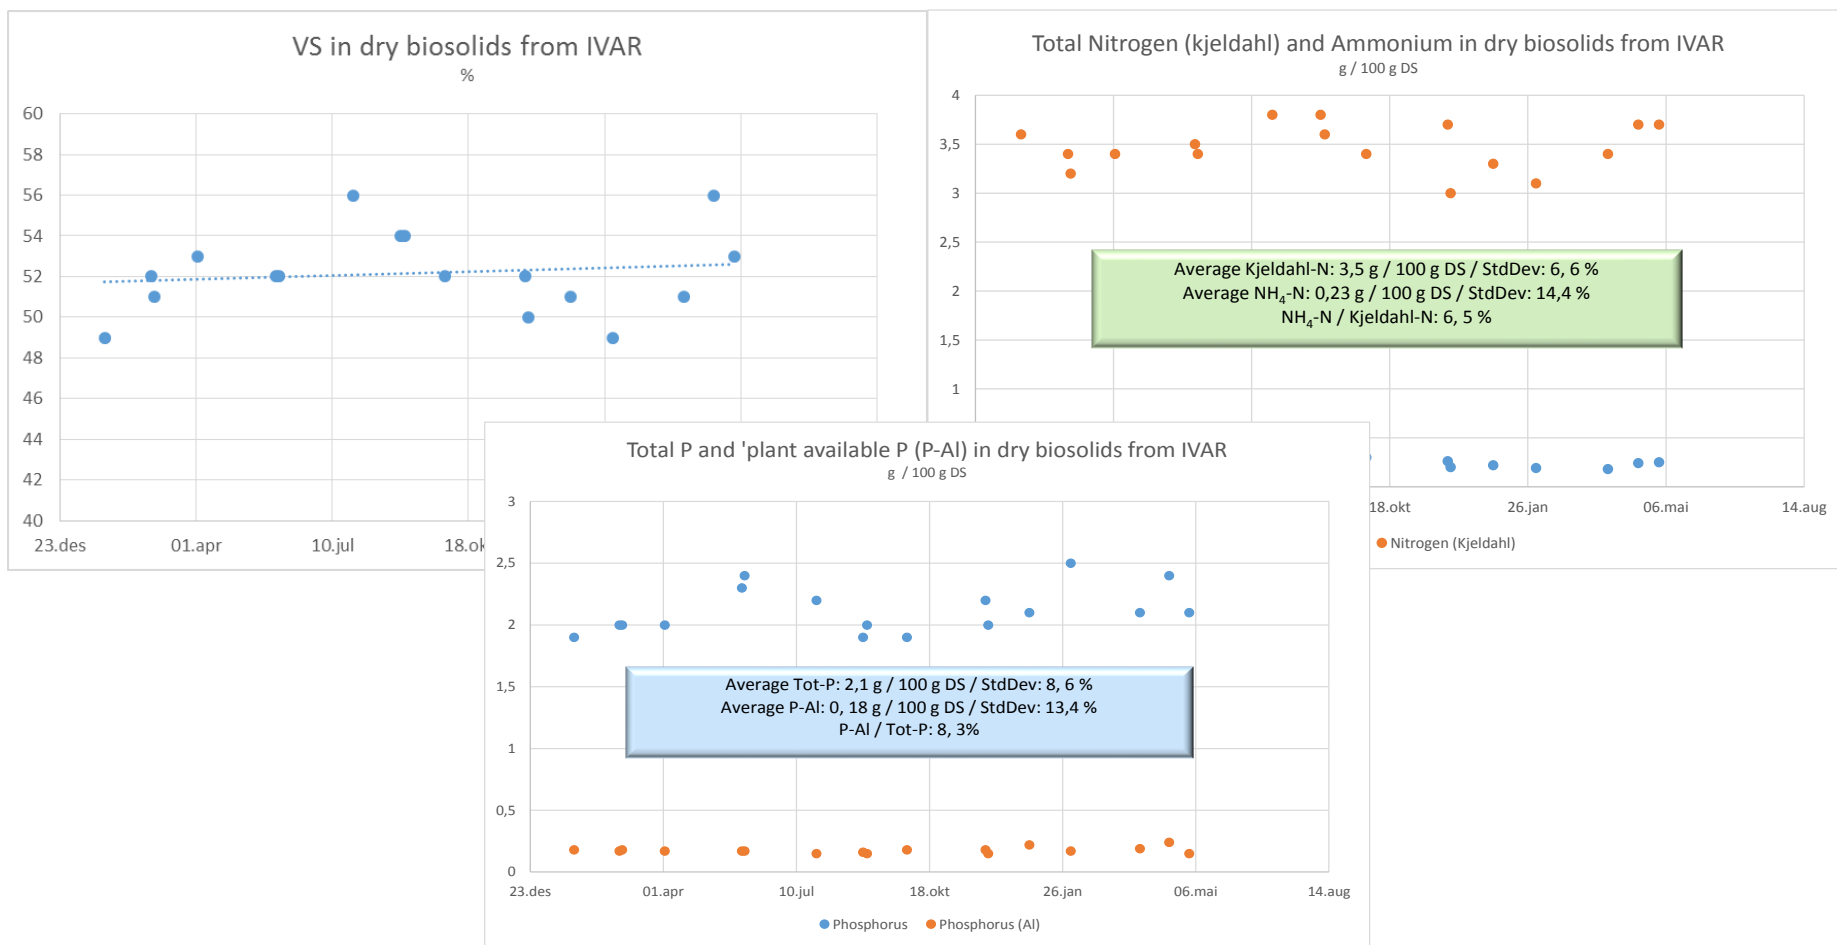 VS in dry biosolids from IVAR
%
60
58
56
54
52
50
48
46
44
42
40
23.des
01.apr
10.jul
Total Nitrogen (kjeldahl) and Ammonium in dry biosolids from IVAR
g / 100 g DS
4
3,5
3
2,5
2
1,5
1
Average Kjeldahl-N: 3,5 g / 100 g DS / StdDev: 6, 6 %
Average NH₄-N: 0,23 g / 100 g DS / StdDev: 14,4 %
NH₄-N / Kjeldahl-N: 6, 5 %
18.okt
26.jan
06.mai
14.aug
Nitrogen (Kjeldahl)
Total P and 'plant available P (P-Al) in dry biosolids from IVAR
g / 100 g DS
3
2,5
2
1,5
1
0,5
0
Average Tot-P: 2,1 g / 100 g DS / StdDev: 8, 6 %
Average P-Al: 0, 18 g / 100 g DS / StdDev: 13,4 %
P-Al / Tot-P: 8, 3%
23.des
01.apr
10.jul
18.okt
26.jan
06.mai
14.aug
Phosphorus
Phosphorus (Al)